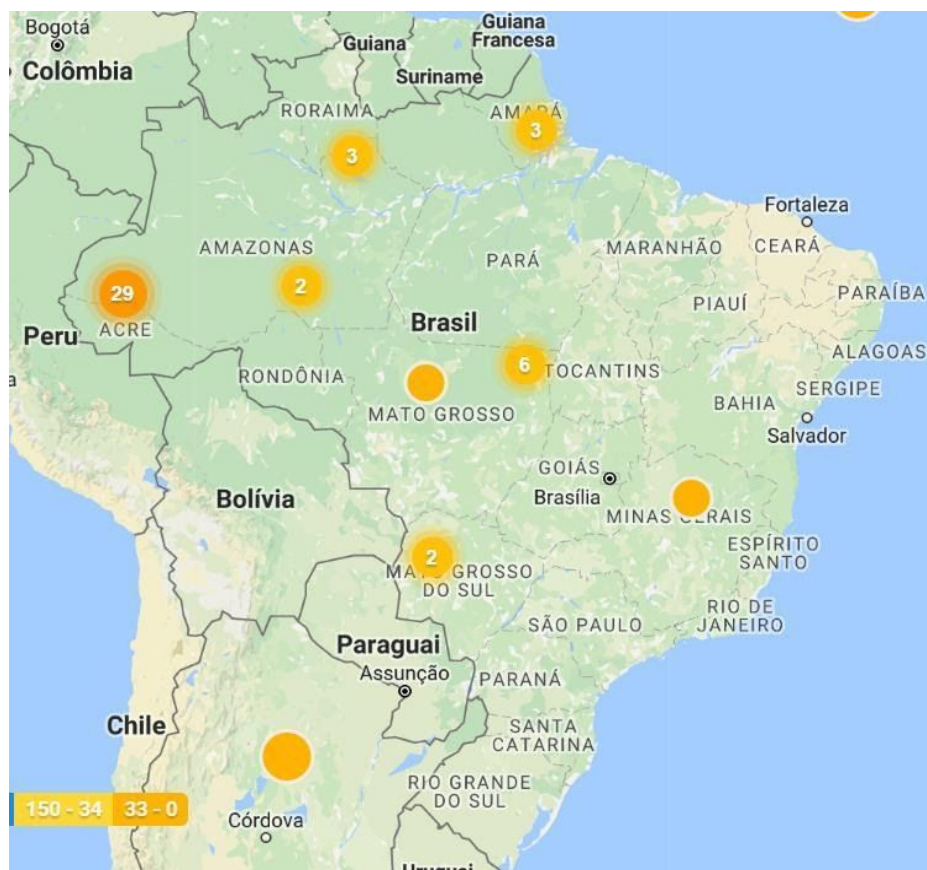 Bogotá
Colômbia
Guiana
Guiana
Francesa
Suriname
RORAIMA
AMAPÁ
3
3
Fortaleza
AMAZONAS
PARÁ
MARANHÃO
CEARÁ
29
2
PIAUÍ
PARAÍBA
ACRE
Peru
Brasil
6
ALAGOAS
RONDÔNIA
TOCANTINS
MATO GROSSO
BAHIA
SERGIPE
Salvador
Bolívia
GOIÁS
Brasília
MINAS GERAIS
2
MATO GROSSO
DO SUL
ESPÍRITO
SANTO
SÃO PAULO
RIO DE
JANEIRO
Paraguai
Assunção
PARANÁ
Chile
SANTA
CATARINA
RIO GRANDE
DO SUL
150 - 34 33 - 0
Córdova
Uruguai